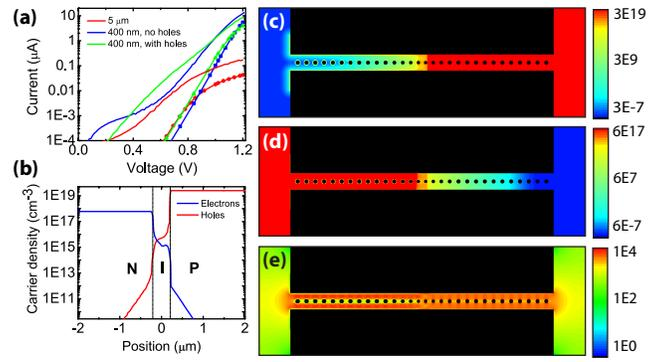 (a)
10
1
0.1
0.01
1E-3
1E-4
Current (μA)
5 μm
400 nm, no holes
400 nm, with holes
0.0 0.4 0.8 1.2
Voltage (V)
(b)
1E19
1E17
1E15
1E13
1E11
Carrier density (cm-3)
Electrons
Holes
N I P
-2 -1 0 1 2
Position (μm)
(c)
3E19
3E9
3E-7
(d)
6E17
6E7
6E-7
(e)
1E4
1E2
1E0